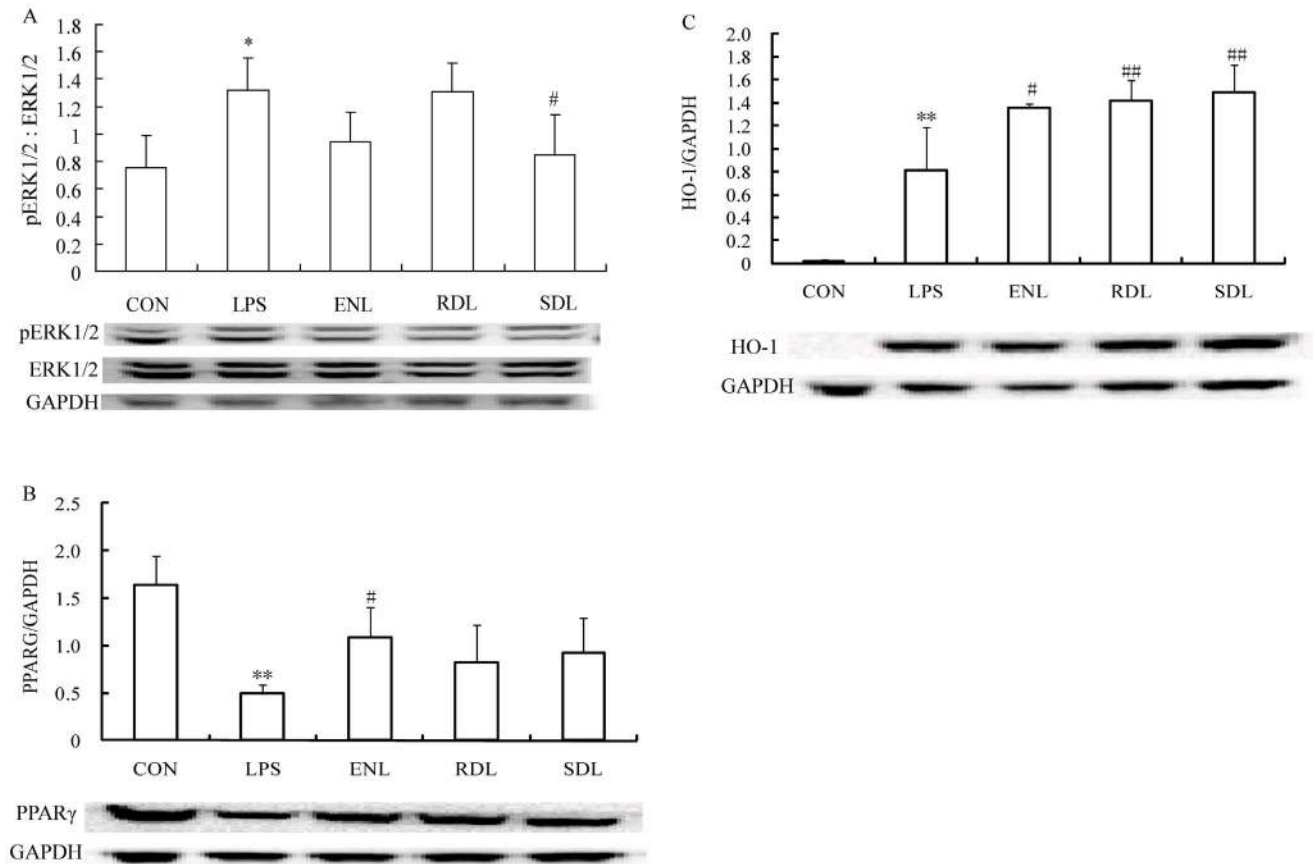 A
pERK1/2 : ERK1/2
1.8
1.6
1.4
1.2
1.0
0.8
0.6
0.4
0.2
0
*
#
CON LPS ENL RDL SDL
pERK1/2
ERK1/2
GAPDH
B
PPARG/GAPDH
2.5
2.0
1.5
1.0
0.5
0
**
#
CON LPS ENL RDL SDL
PPARγ
GAPDH
C
HO-1/GAPDH
2.0
1.8
1.6
1.4
1.2
1.0
0.8
0.6
0.4
0.2
0
**
#
##
##
CON LPS ENL RDL SDL
HO-1
GAPDH